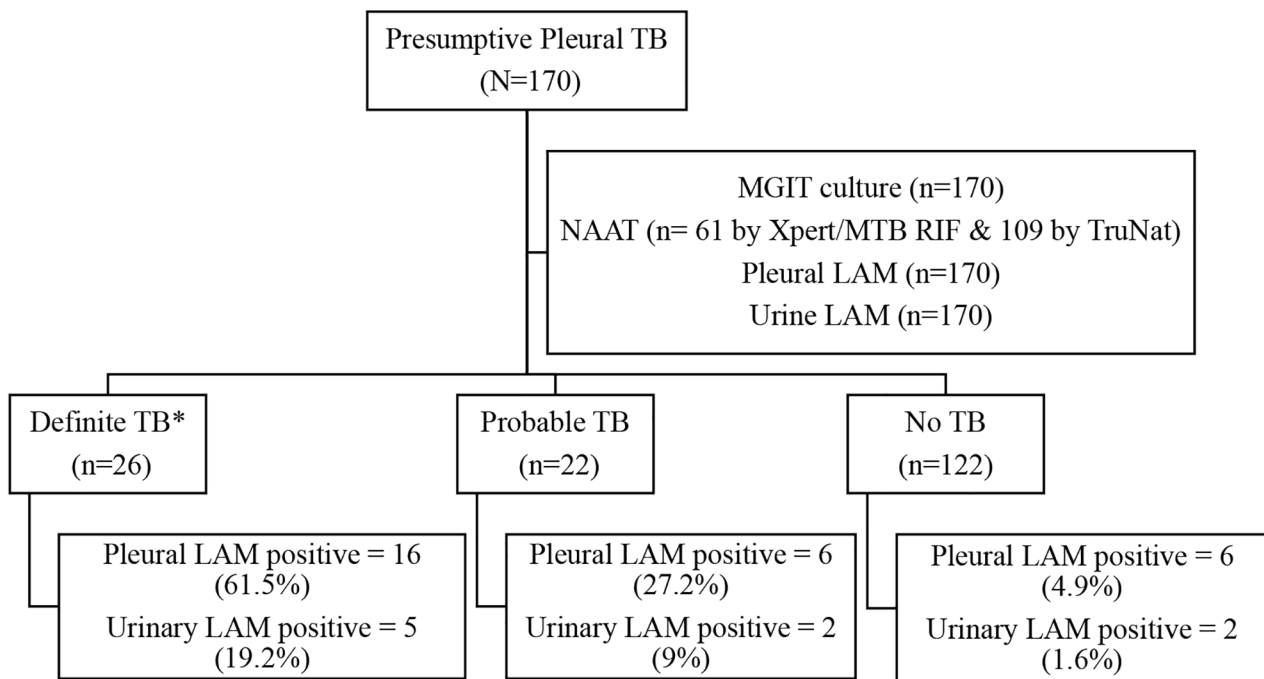 Presumptive Pleural TB
(N=170)
MGIT culture (n=170)
NAAT (n= 61 by Xpert/MTB RIF & 109 by TruNat)
Pleural LAM (n=170)
Urine LAM (n=170)
Definite TB*
(n=26)
Probable TB
(n=22)
No TB
(n=122)
Pleural LAM positive = 16
(61.5%)
Urinary LAM positive = 5
(19.2%)
Pleural LAM positive = 6
(27.2%)
Urinary LAM positive = 2
(9%)
Pleural LAM positive = 6
(4.9%)
Urinary LAM positive = 2
(1.6%)